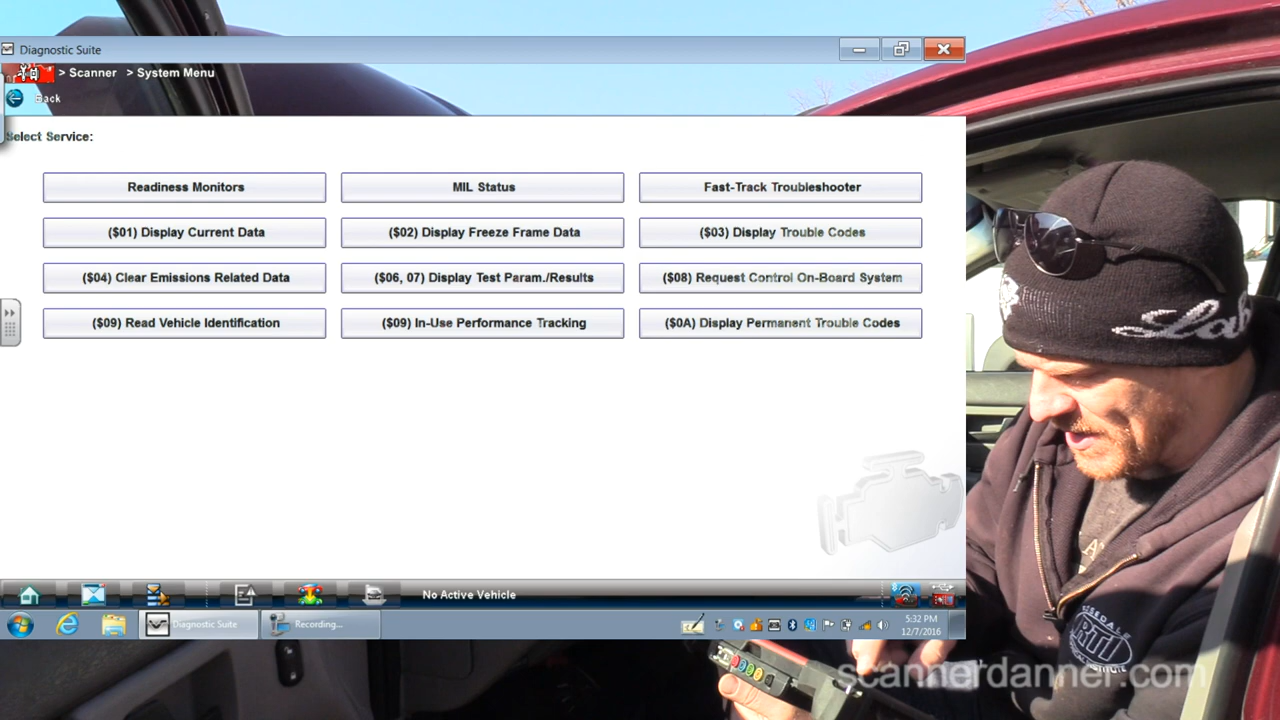 Diagnostic Suite
> Scanner > System Menu
Back
Select Service:
Readiness Monitors
MIL Status
Fast-Track Troubleshooter
($01) Display Current Data
($02) Display Freeze Frame Data
($03) Display Trouble Codes
($04) Clear Emissions Related Data
($06, 07) Display Test Param./Results
($08) Request Control On-Board System
($09) Read Vehicle Identification
($09) In-Use Performance Tracking
($0A) Display Permanent Trouble Codes
No Active Vehicle
Diagnostic Suite
Recording...
5:32 PM
12/7/2016
ROSEDALE
RTI
scannerdanner.com